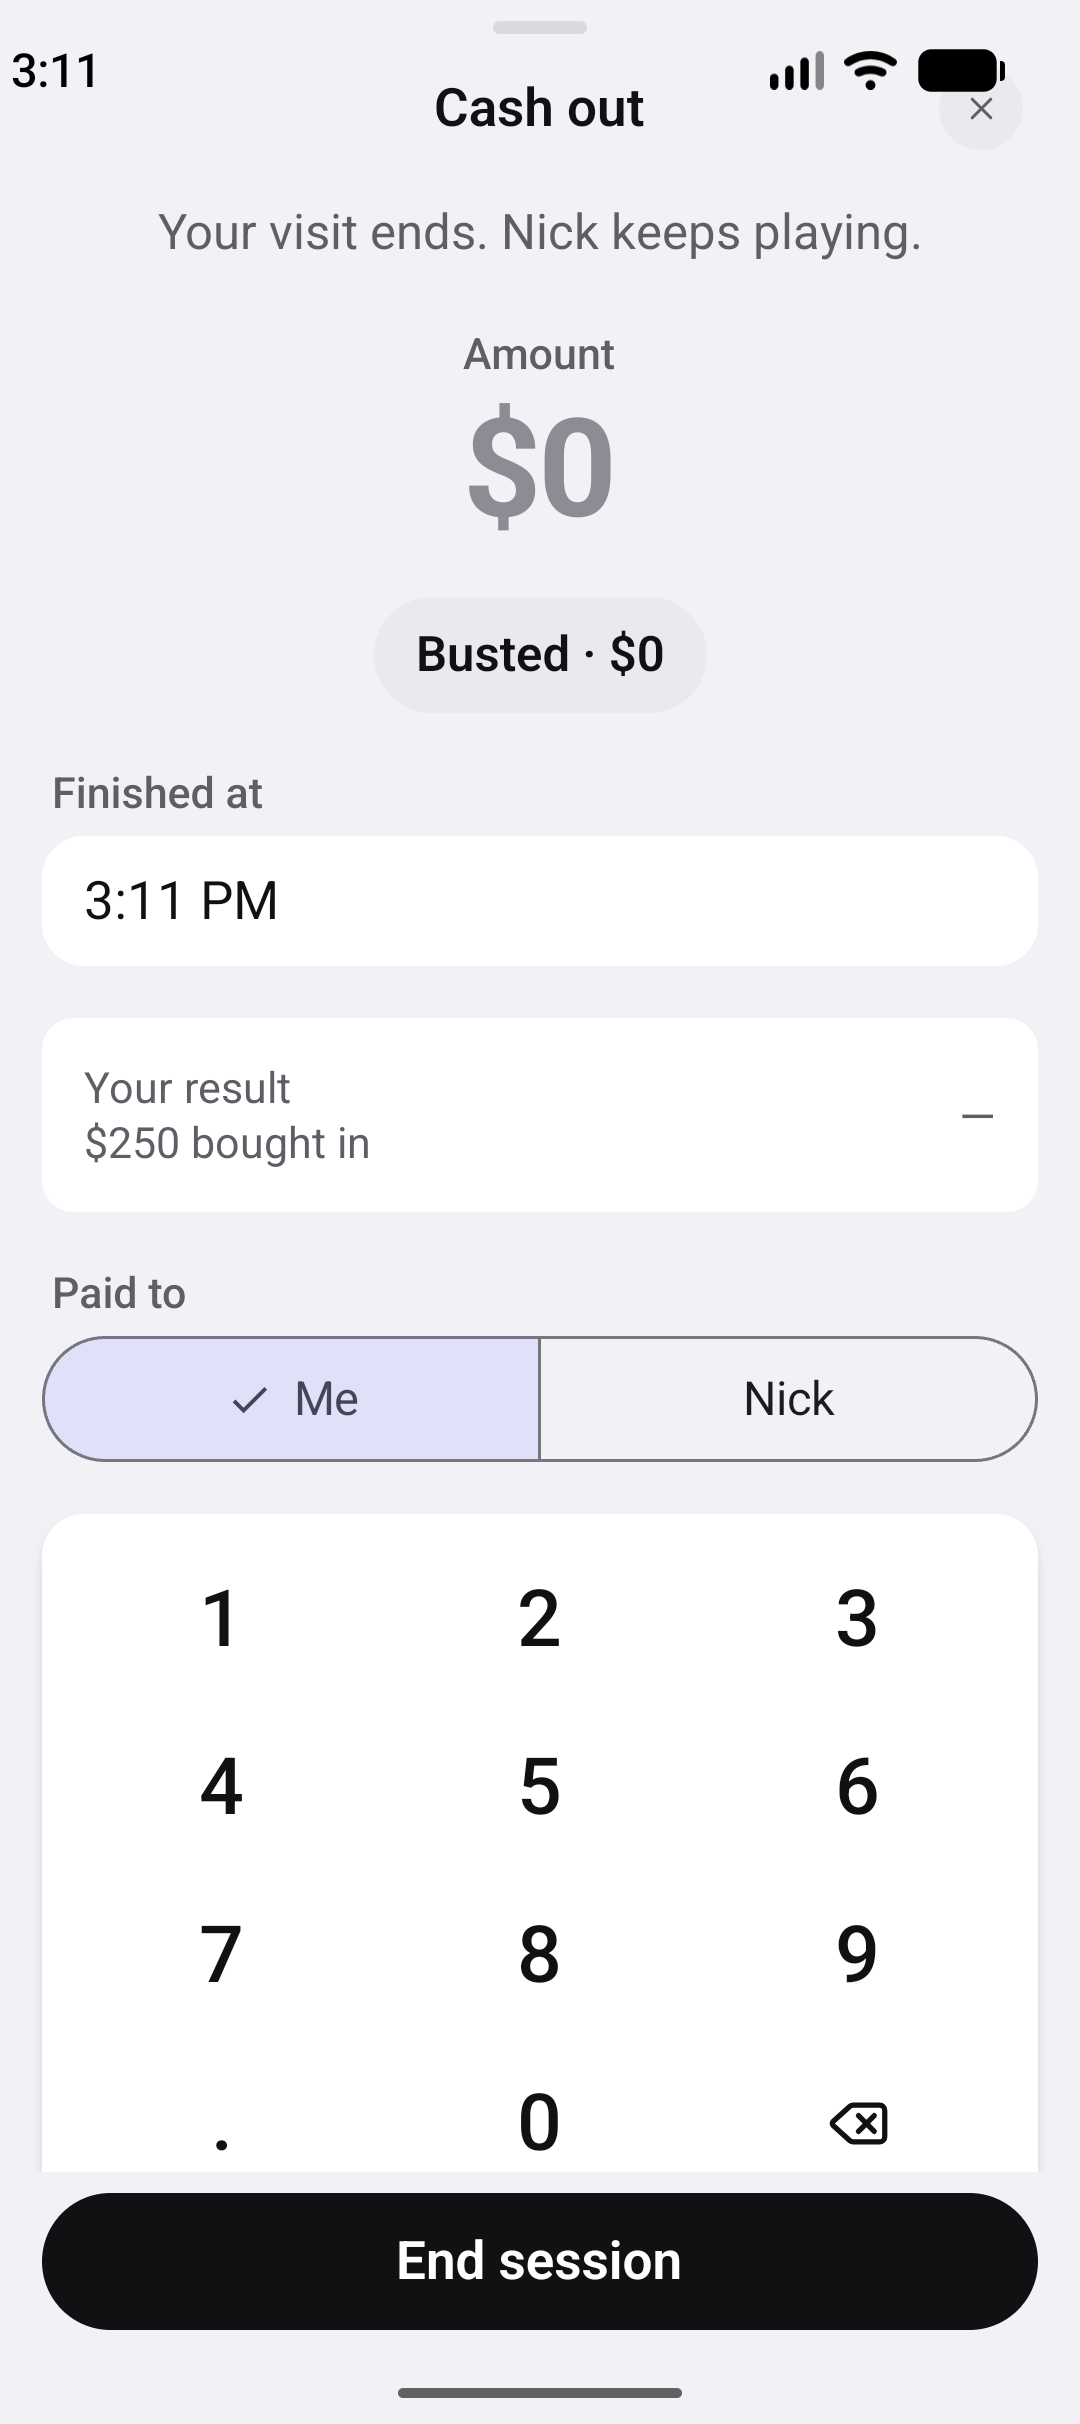 3:11
Cash out
Your visit ends. Nick keeps playing.
Amount
$0
Busted · $0
Finished at
3:11 PM
Your result
$250 bought in
—
Paid to
Me
Nick
1 2 3
4 5 6
7 8 9
. 0
End session